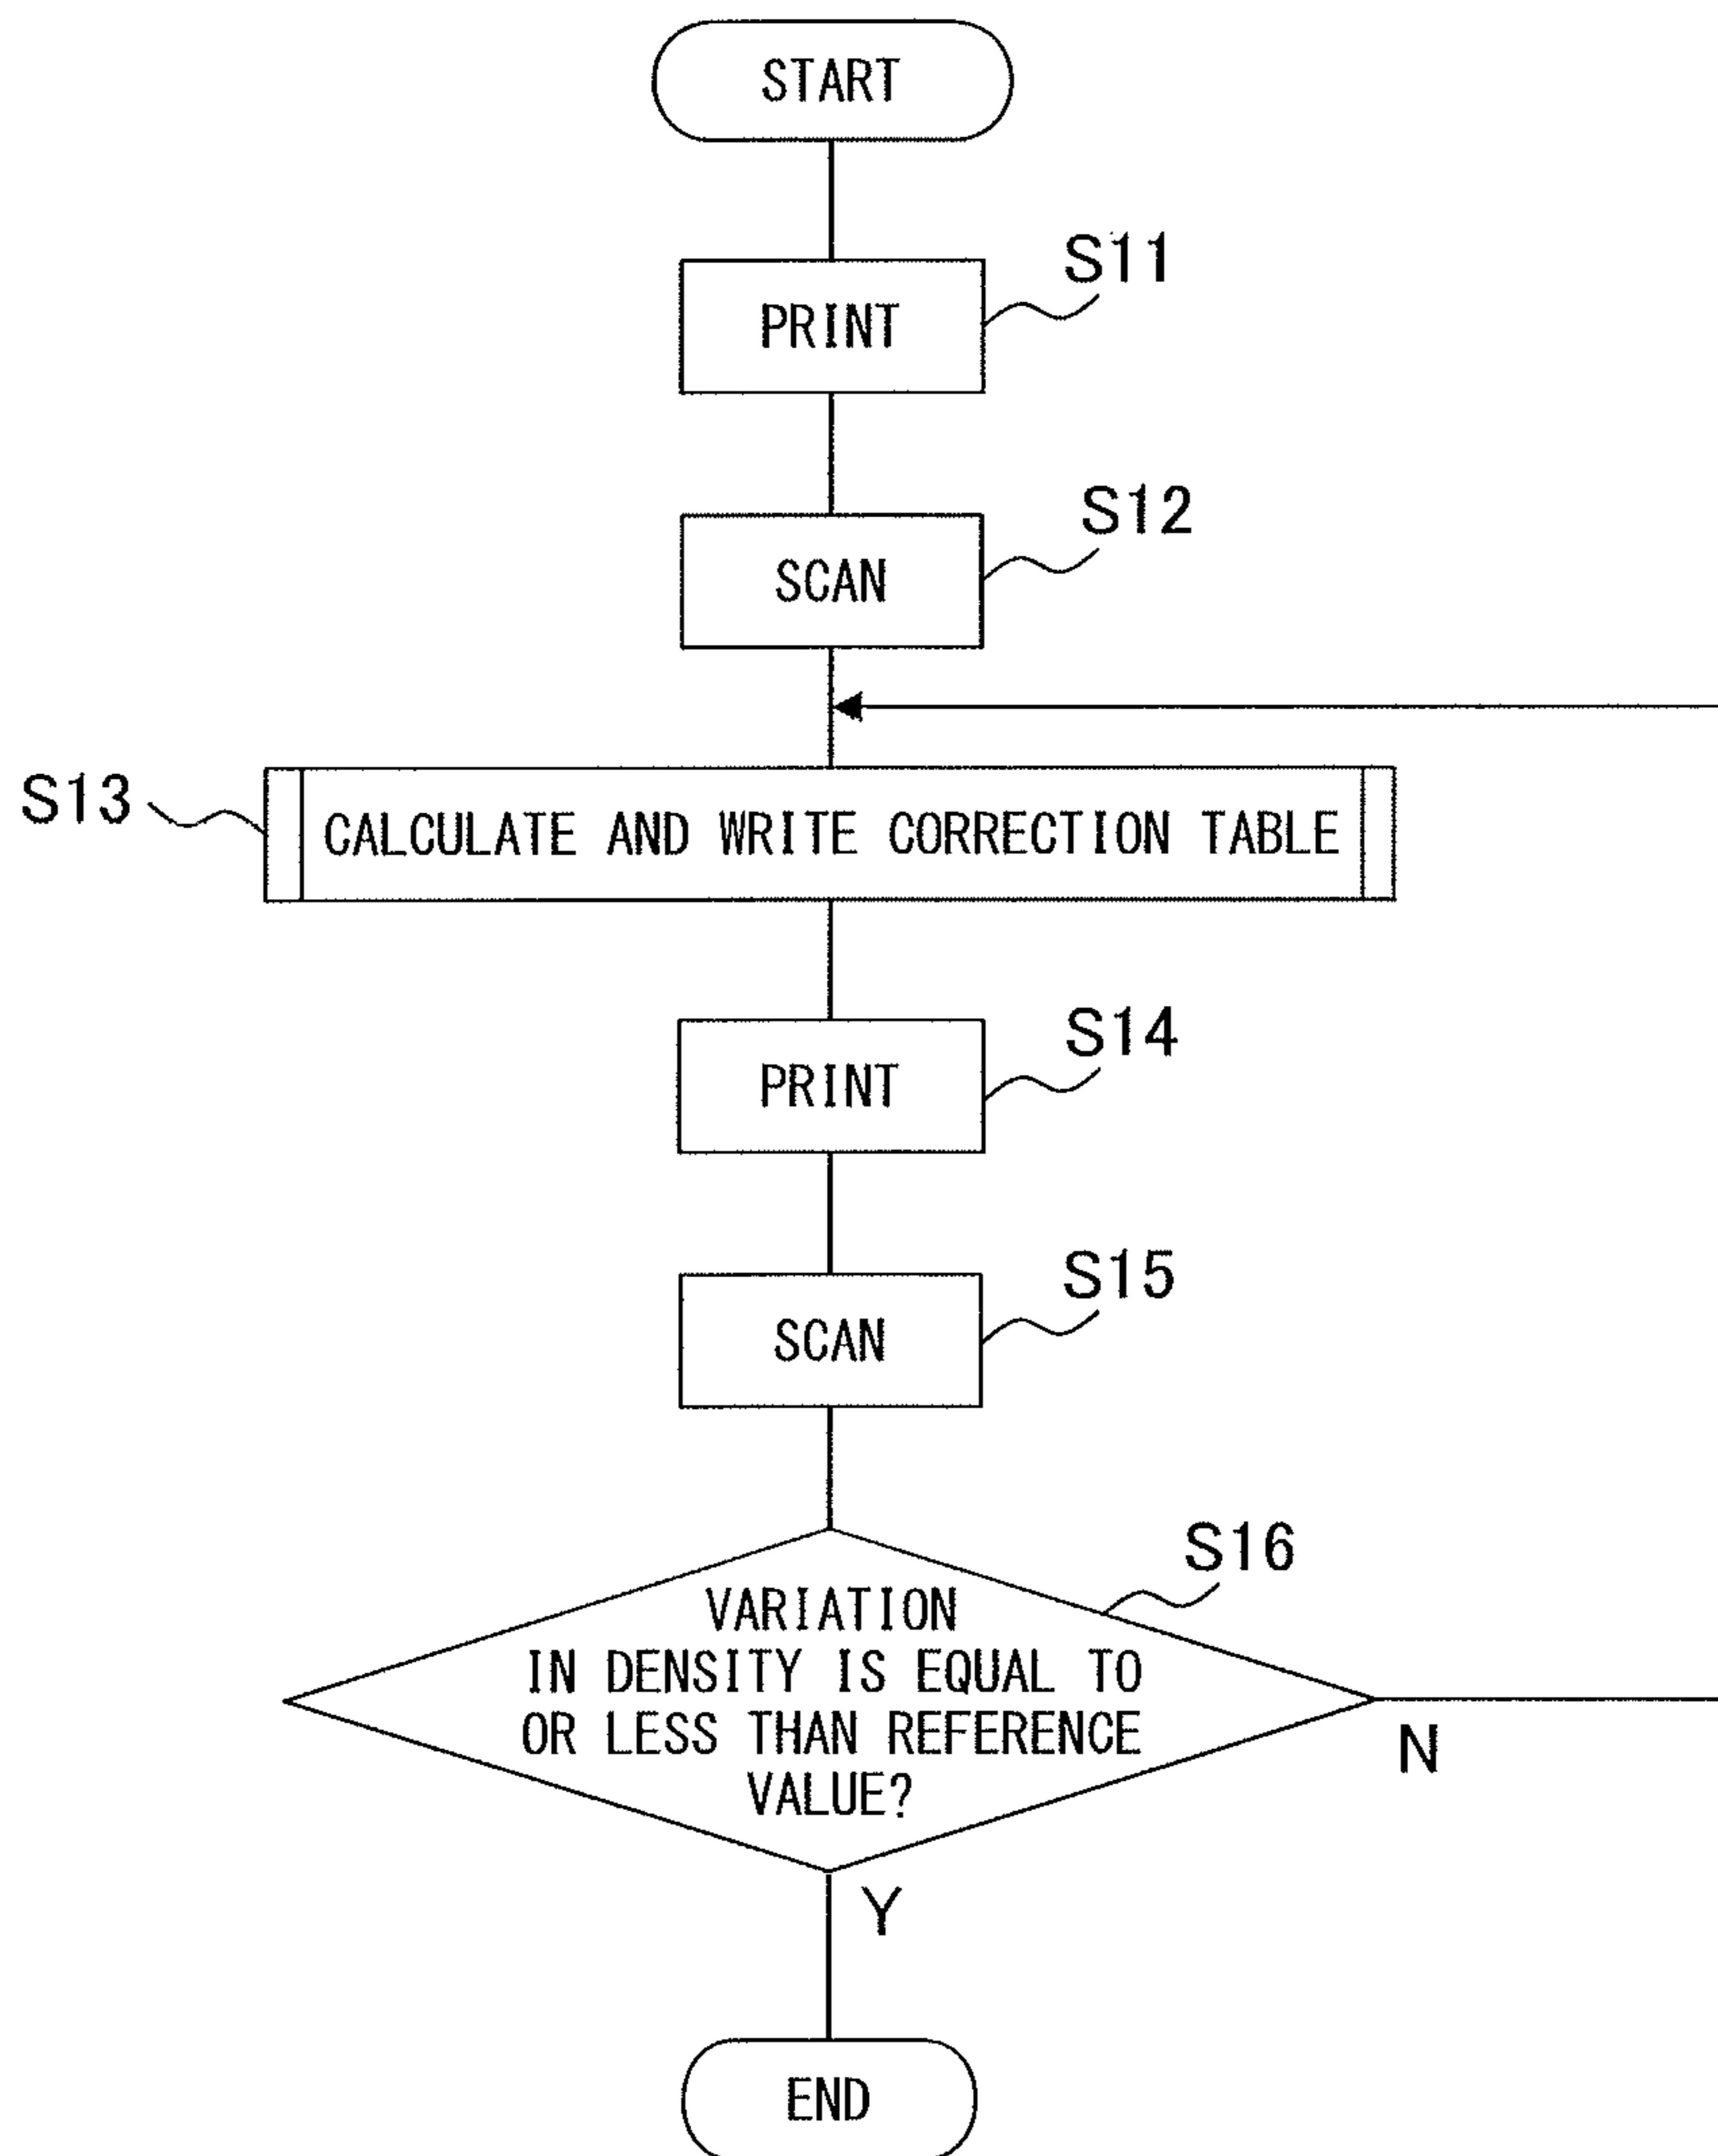 START
S11
PRINT
S12
SCAN
S13
CALCULATE AND WRITE CORRECTION TABLE
S14
PRINT
S15
SCAN
S16
VARIATION
IN DENSITY IS EQUAL TO
OR LESS THAN REFERENCE
VALUE?
N
Y
END